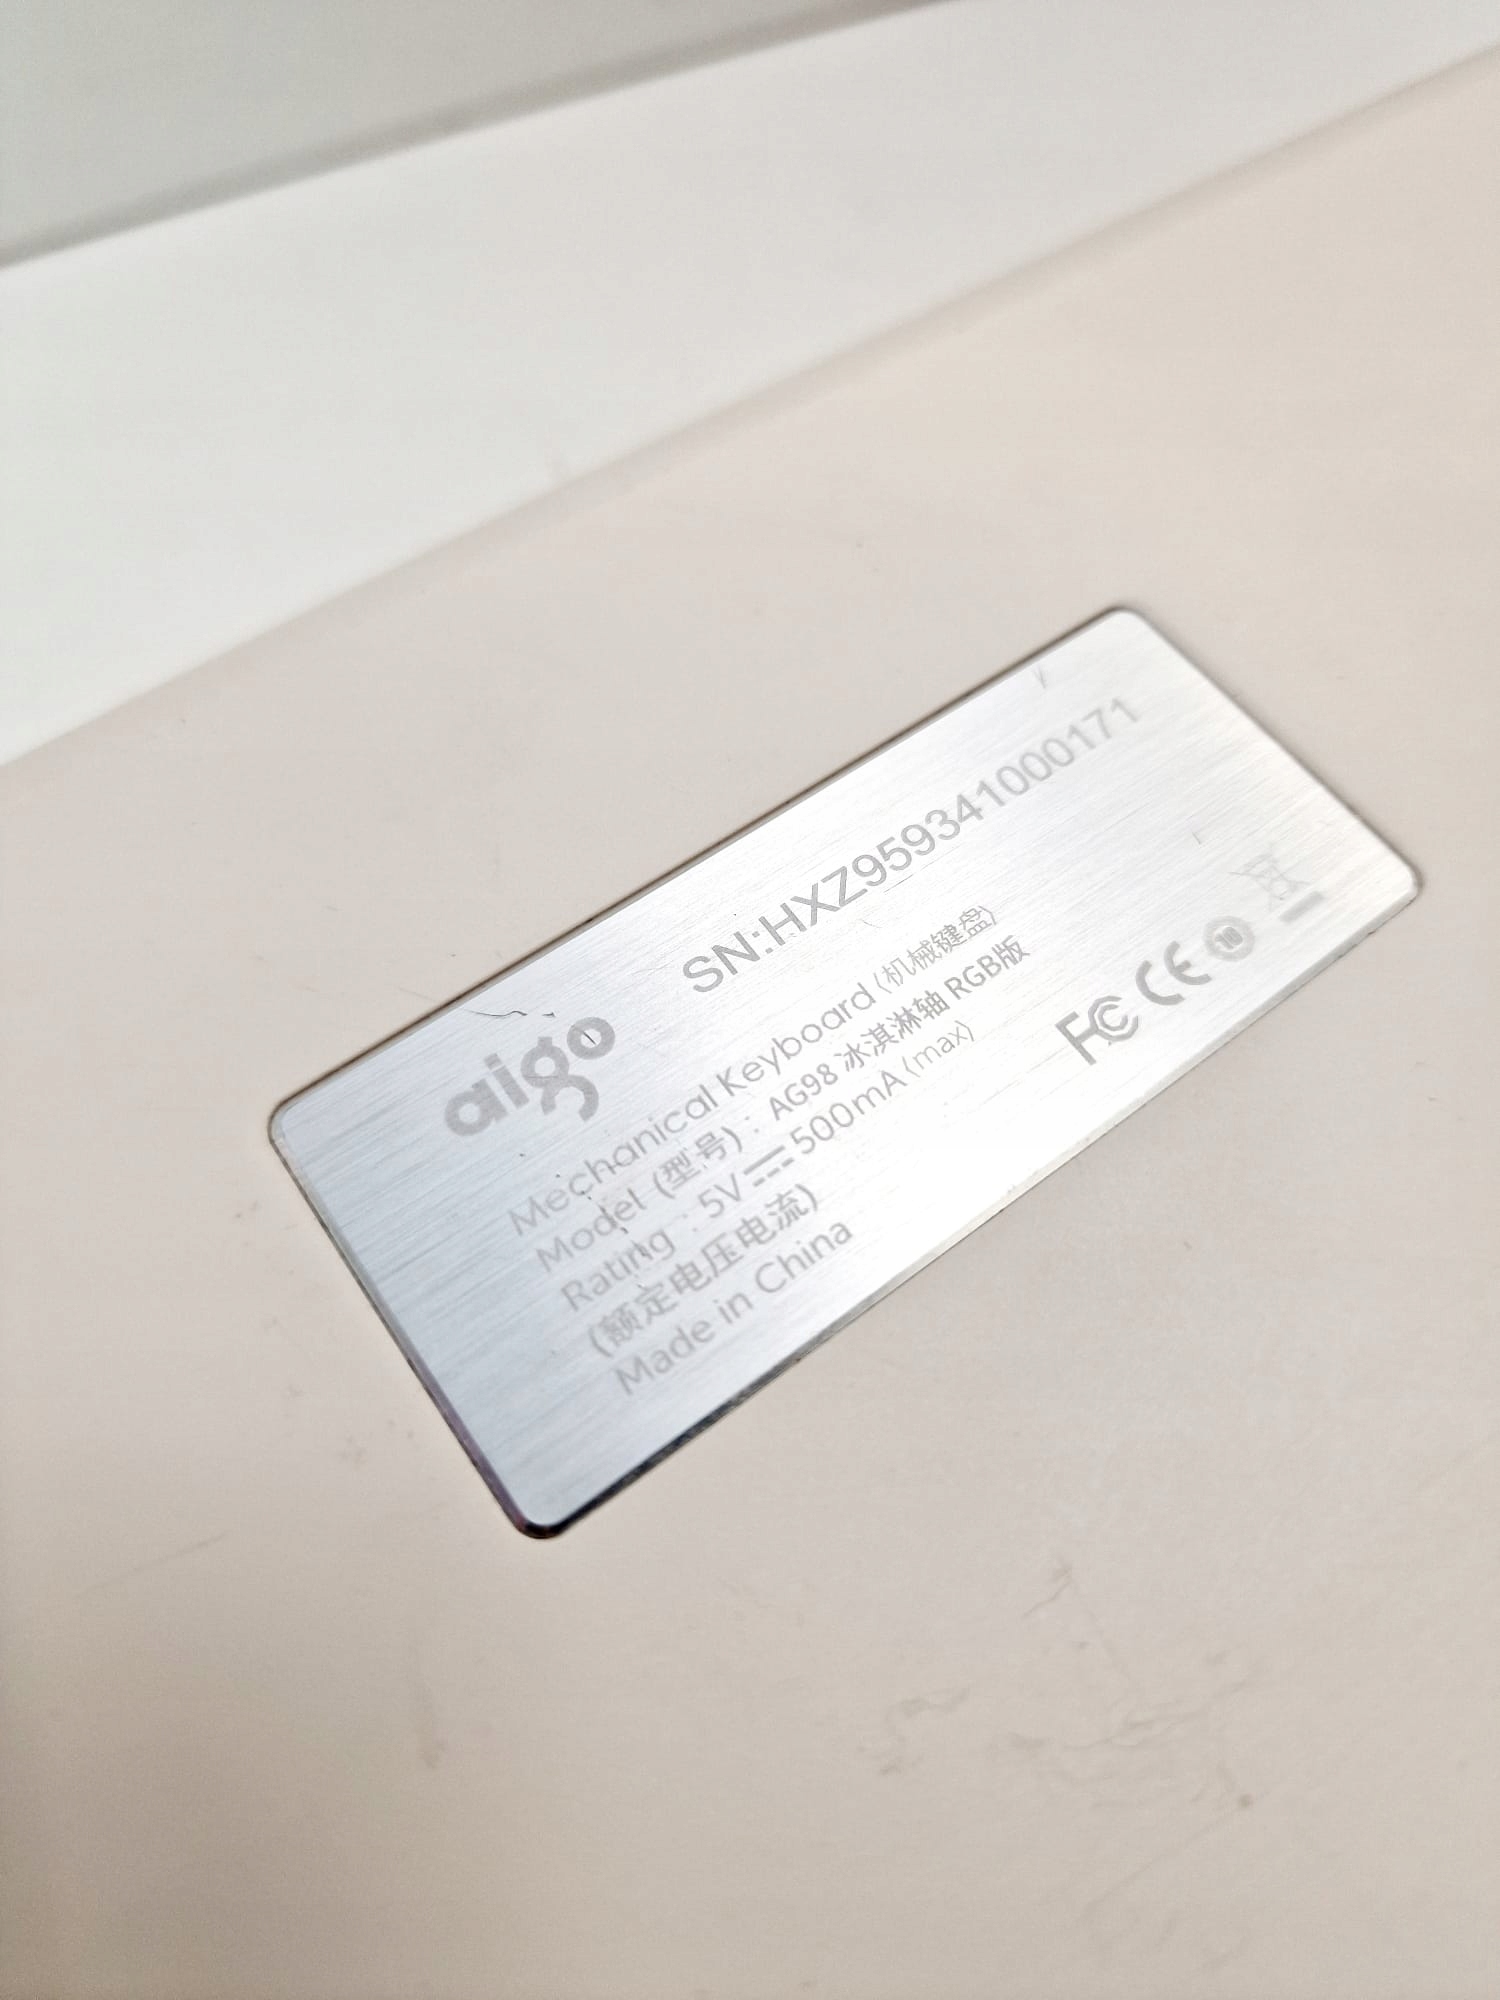 aigo
SN:HXZ959341000171
Mechanical Keyboard (机械键盘)
Model (型号) : AG98 冰淇淋轴 RGB版
Rating : 5V⎓500mA(max)
(额定电压电流)
Made in China
FC CE 10